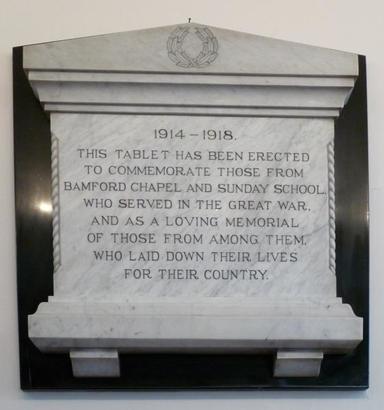 1914 - 1918.
THIS TABLET HAS BEEN ERECTED
TO COMMEMORATE THOSE FROM
BAMFORD CHAPEL AND SUNDAY SCHOOL,
WHO SERVED IN THE GREAT WAR,
AND AS A LOVING MEMORIAL
OF THOSE FROM AMONG THEM,
WHO LAID DOWN THEIR LIVES
FOR THEIR COUNTRY.